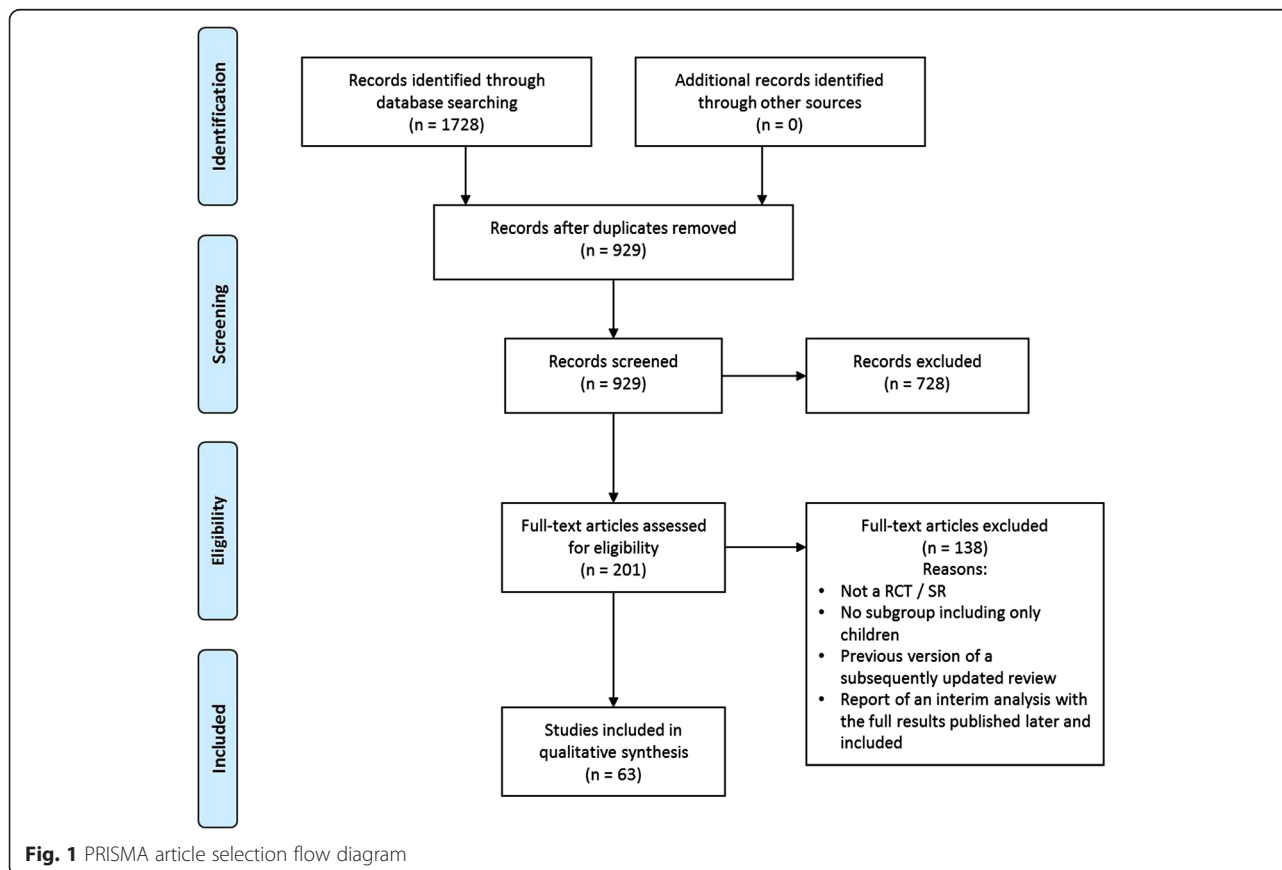 Identification
Records identified through
database searching
(n = 1728)
Additional records identified
through other sources
(n = 0)
Records after duplicates removed
(n = 929)
Screening
Records screened
(n = 929)
Records excluded
(n = 728)
Eligibility
Full-text articles assessed
for eligibility
(n = 201)
Full-text articles excluded
(n = 138)
Reasons:
• Not a RCT / SR
• No subgroup including only
children
• Previous version of a
subsequently updated review
• Report of an interim analysis with
the full results published later and
included
Included
Studies included in
qualitative synthesis
(n = 63)
Fig. 1 PRISMA article selection flow diagram